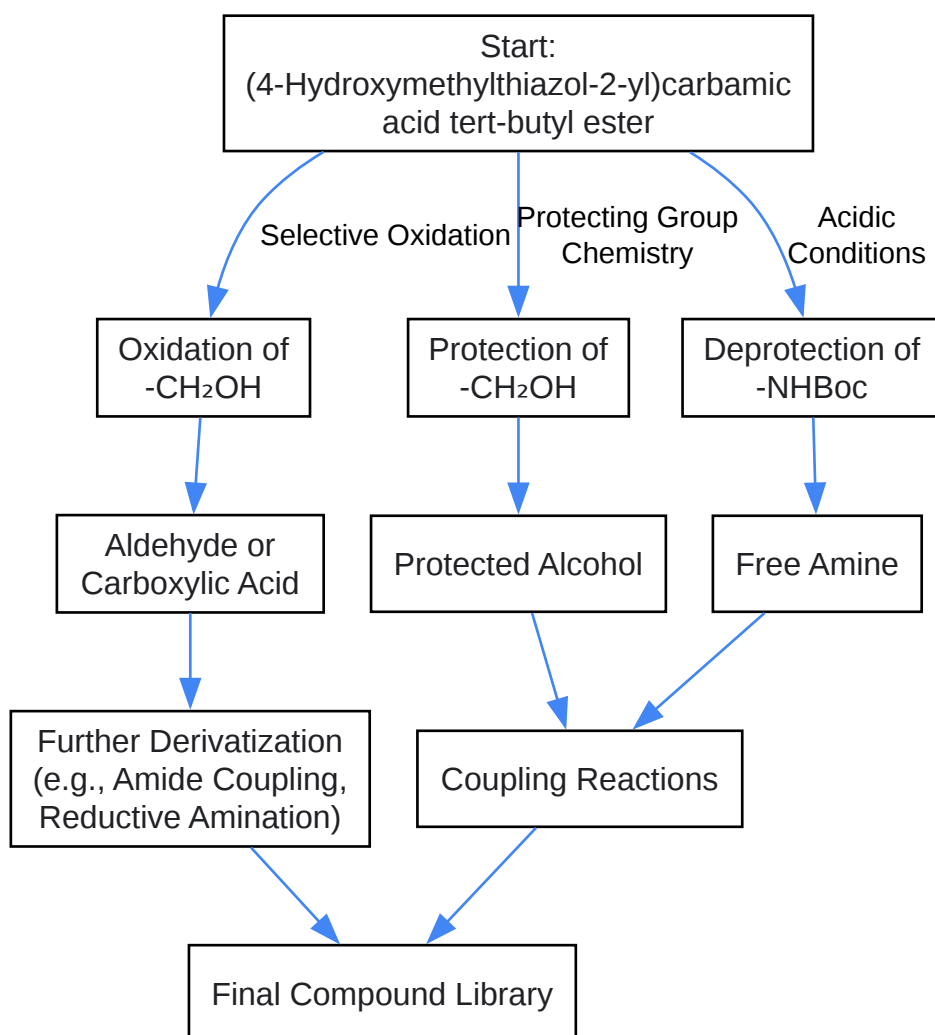 Start:
(4-Hydroxymethylthiazol-2-yl)carbamic
acid tert-butyl ester
Selective Oxidation
Protecting Group
Chemistry
Acidic
Conditions
Oxidation of
-CH₂OH
Protection of
-CH₂OH
Deprotection of
-NHBoc
Aldehyde or
Carboxylic Acid
Protected Alcohol
Free Amine
Further Derivatization
(e.g., Amide Coupling,
Reductive Amination)
Coupling Reactions
Final Compound Library